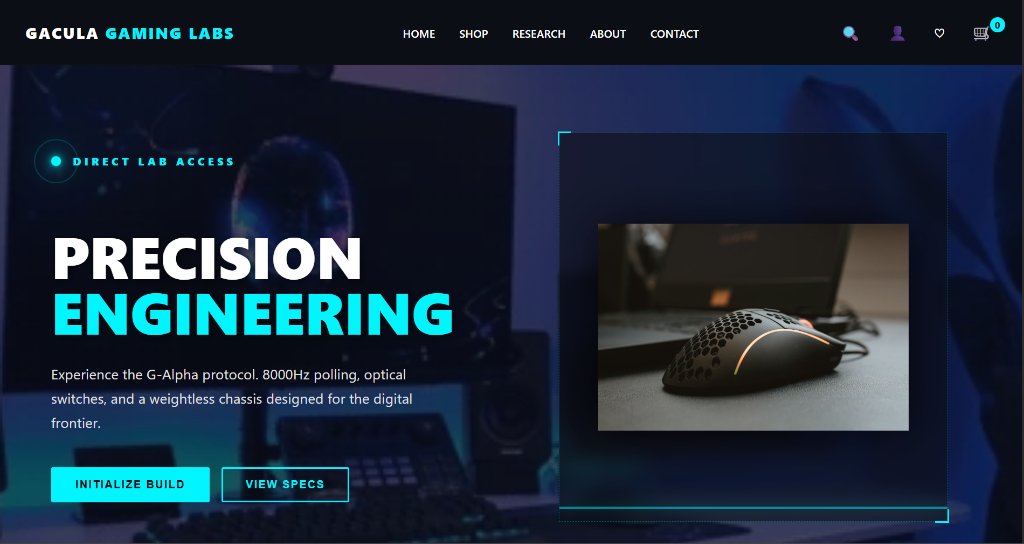 GACULA GAMING LABS
HOME SHOP RESEARCH ABOUT CONTACT
0
DIRECT LAB ACCESS
PRECISION
ENGINEERING
Experience the G-Alpha protocol. 8000Hz polling, optical
switches, and a weightless chassis designed for the digital
frontier.
INITIALIZE BUILD
VIEW SPECS